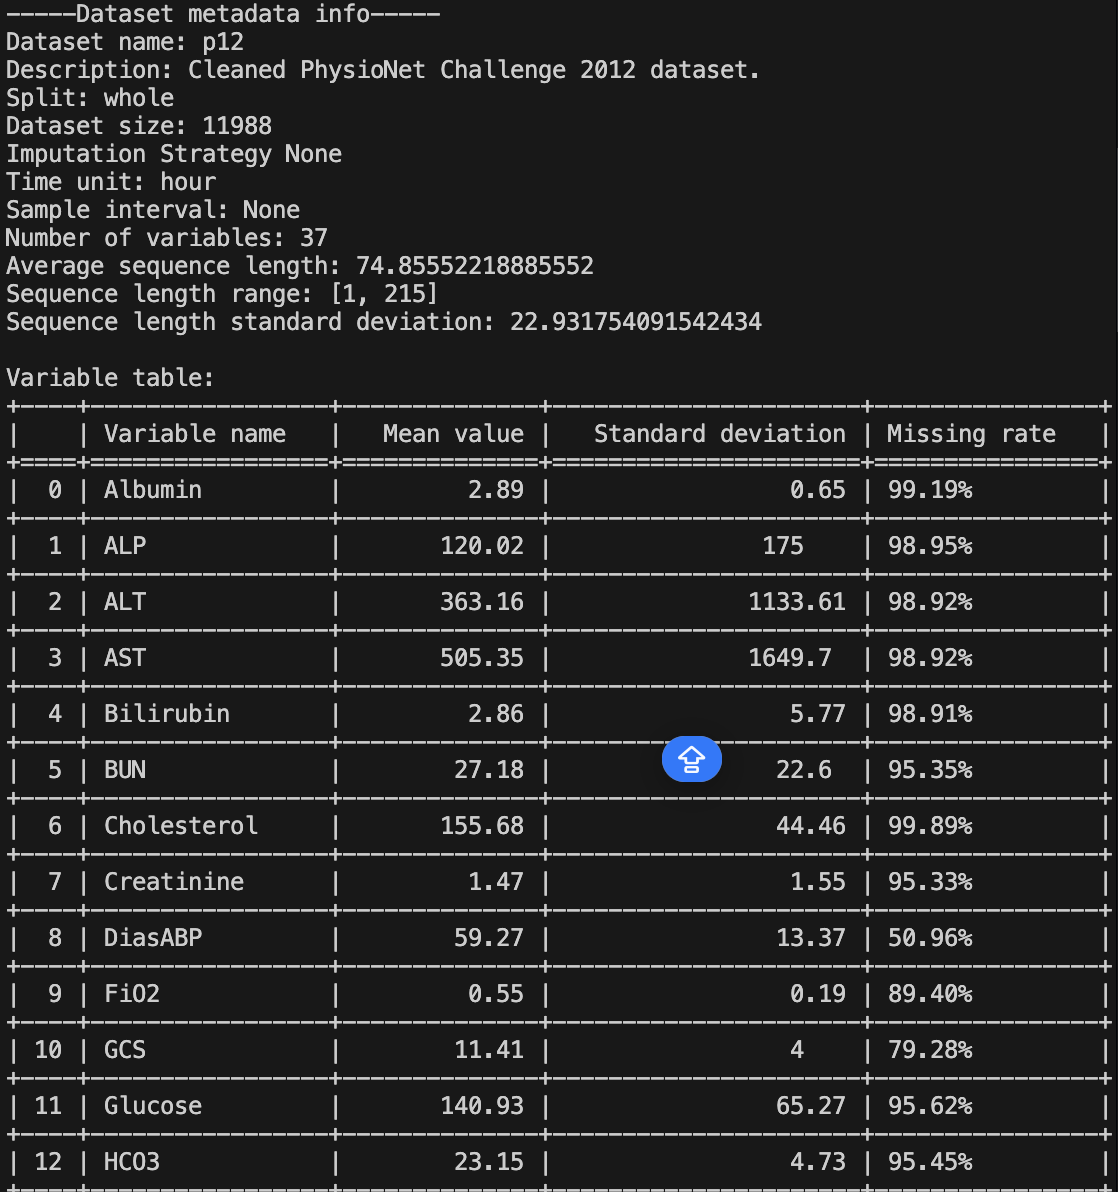 -----Dataset metadata info-----
Dataset name: p12
Description: Cleaned PhysioNet Challenge 2012 dataset.
Split: whole
Dataset size: 11988
Imputation Strategy None
Time unit: hour
Sample interval: None
Number of variables: 37
Average sequence length: 74.85552218885552
Sequence length range: [1, 215]
Sequence length standard deviation: 22.931754091542434
Variable table:
| | Variable name | Mean value | Standard deviation | Missing rate |
| 0 | Albumin | 2.89 | 0.65 | 99.19% |
| 1 | ALP | 120.02 | 175 | 98.95% |
| 2 | ALT | 363.16 | 1133.61 | 98.92% |
| 3 | AST | 505.35 | 1649.7 | 98.92% |
| 4 | Bilirubin | 2.86 | 5.77 | 98.91% |
| 5 | BUN | 27.18 | 22.6 | 95.35% |
| 6 | Cholesterol | 155.68 | 44.46 | 99.89% |
| 7 | Creatinine | 1.47 | 1.55 | 95.33% |
| 8 | DiasABP | 59.27 | 13.37 | 50.96% |
| 9 | FiO2 | 0.55 | 0.19 | 89.40% |
| 10 | GCS | 11.41 | 4 | 79.28% |
| 11 | Glucose | 140.93 | 65.27 | 95.62% |
| 12 | HCO3 | 23.15 | 4.73 | 95.45% |